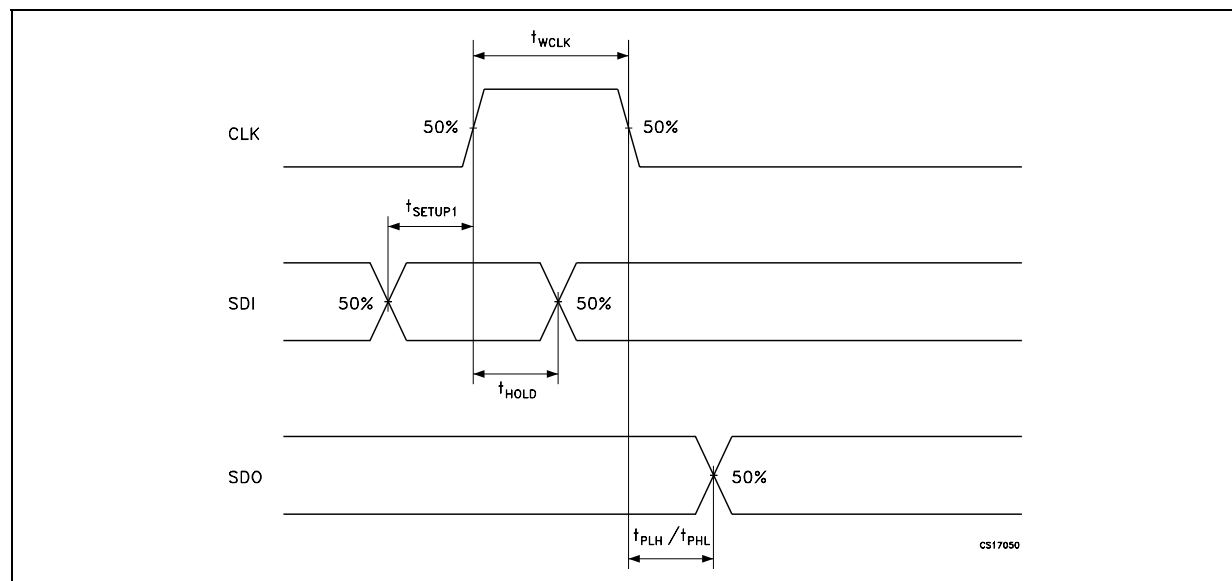 tWCLK
CLK
50%
50%
tSETUP1
SDI
50%
50%
tHOLD
SDO
50%
tPLH /tPHL
CS17050